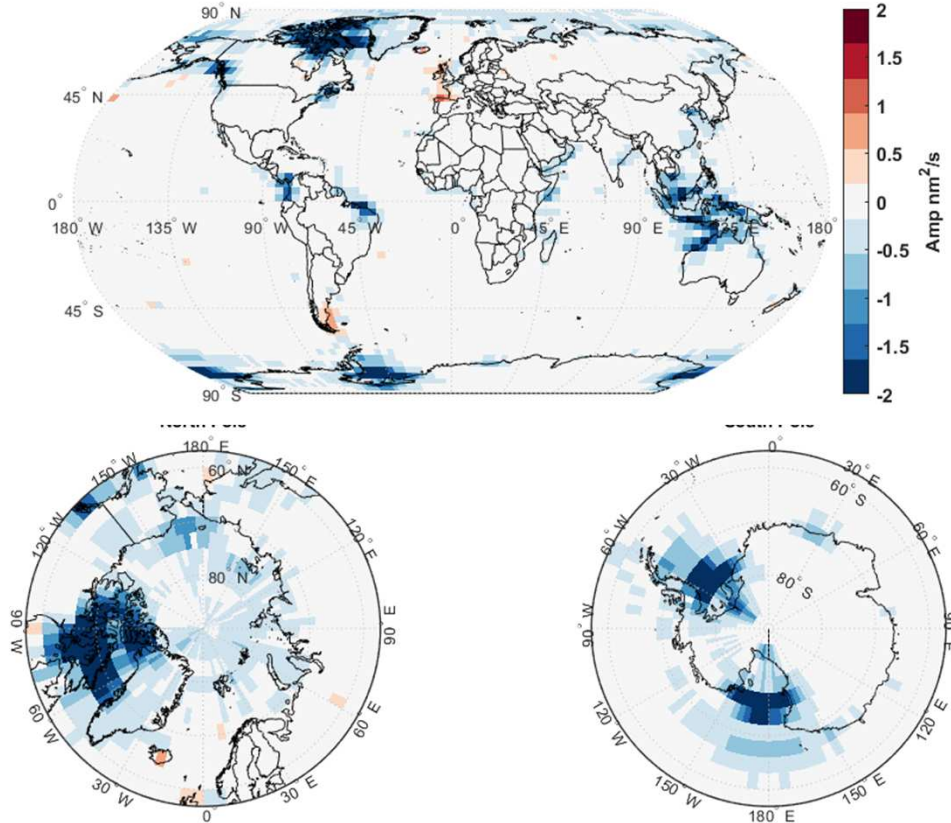 90° N
45° N
0°
180° W
135° W
90° W
45° W
0
45° E
90 E
180°
45° S
90° S
2
1.5
1
0.5
0
-0.5
-1
-1.5
-2
Amp nm²/s
180° E
150° W
60° N
150° E
120° W
120° E
80° N
90° W
90° E
60° W
60° E
30° W
30° E
0°
0°
30° W
30° E
60° S
60° W
80° S
90° W
120° W
120° E
150° W
150° E
180° E